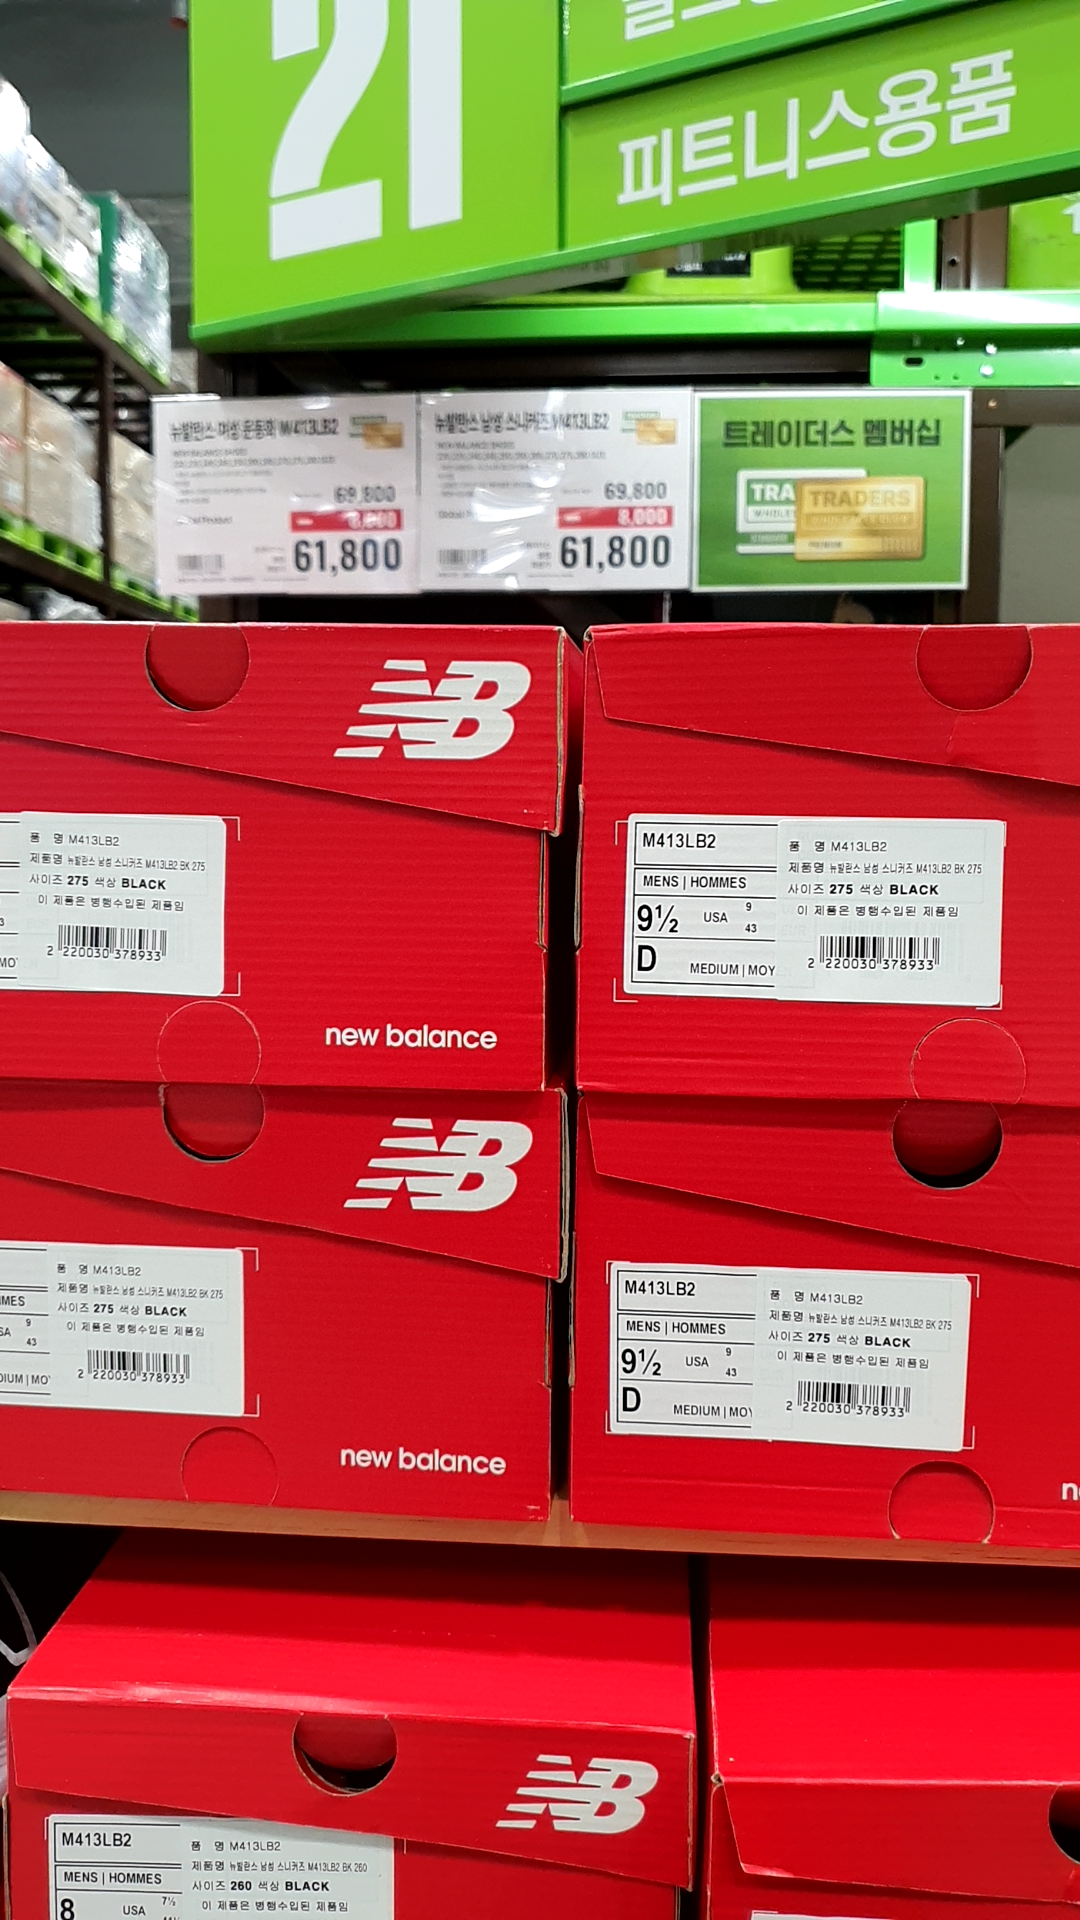 21
피트니스용품
뉴발란스 여성 운동화 M413LB2
69,800
8,000
61,800
뉴발란스 남성 스니커즈 M413LB2
69,800
8,000
61,800
트레이더스 멤버십
TRA
TRADERS
NB
품 명 M413LB2
제품명 뉴발란스 남성 스니커즈 M413LB2 BK 275
사이즈 275 색상 BLACK
이 제품은 병행수입된 제품임
2 220030 378933
new balance
M413LB2
MENS | HOMMES
9½ USA 9 43
D MEDIUM | MOY
품 명 M413LB2
제품명 뉴발란스 남성 스니커즈 M413LB2 BK 275
사이즈 275 색상 BLACK
이 제품은 병행수입된 제품임
2 220030 378933
NB
MMES
SA 9 43
DIUM | MOY
품 명 M413LB2
제품명 뉴발란스 남성 스니커즈 M413LB2 BK 275
사이즈 275 색상 BLACK
이 제품은 병행수입된 제품임
2 220030 378933
new balance
M413LB2
MENS | HOMMES
9½ USA 9 43
D MEDIUM | MOY
품 명 M413LB2
제품명 뉴발란스 남성 스니커즈 M413LB2 BK 275
사이즈 275 색상 BLACK
이 제품은 병행수입된 제품임
2 220030 378933
NB
M413LB2
MENS | HOMMES
8 USA 7½
품 명 M413LB2
제품명 뉴발란스 남성 스니커즈 M413LB2 BK 260
사이즈 260 색상 BLACK
이 제품은 병행수입된 제품임